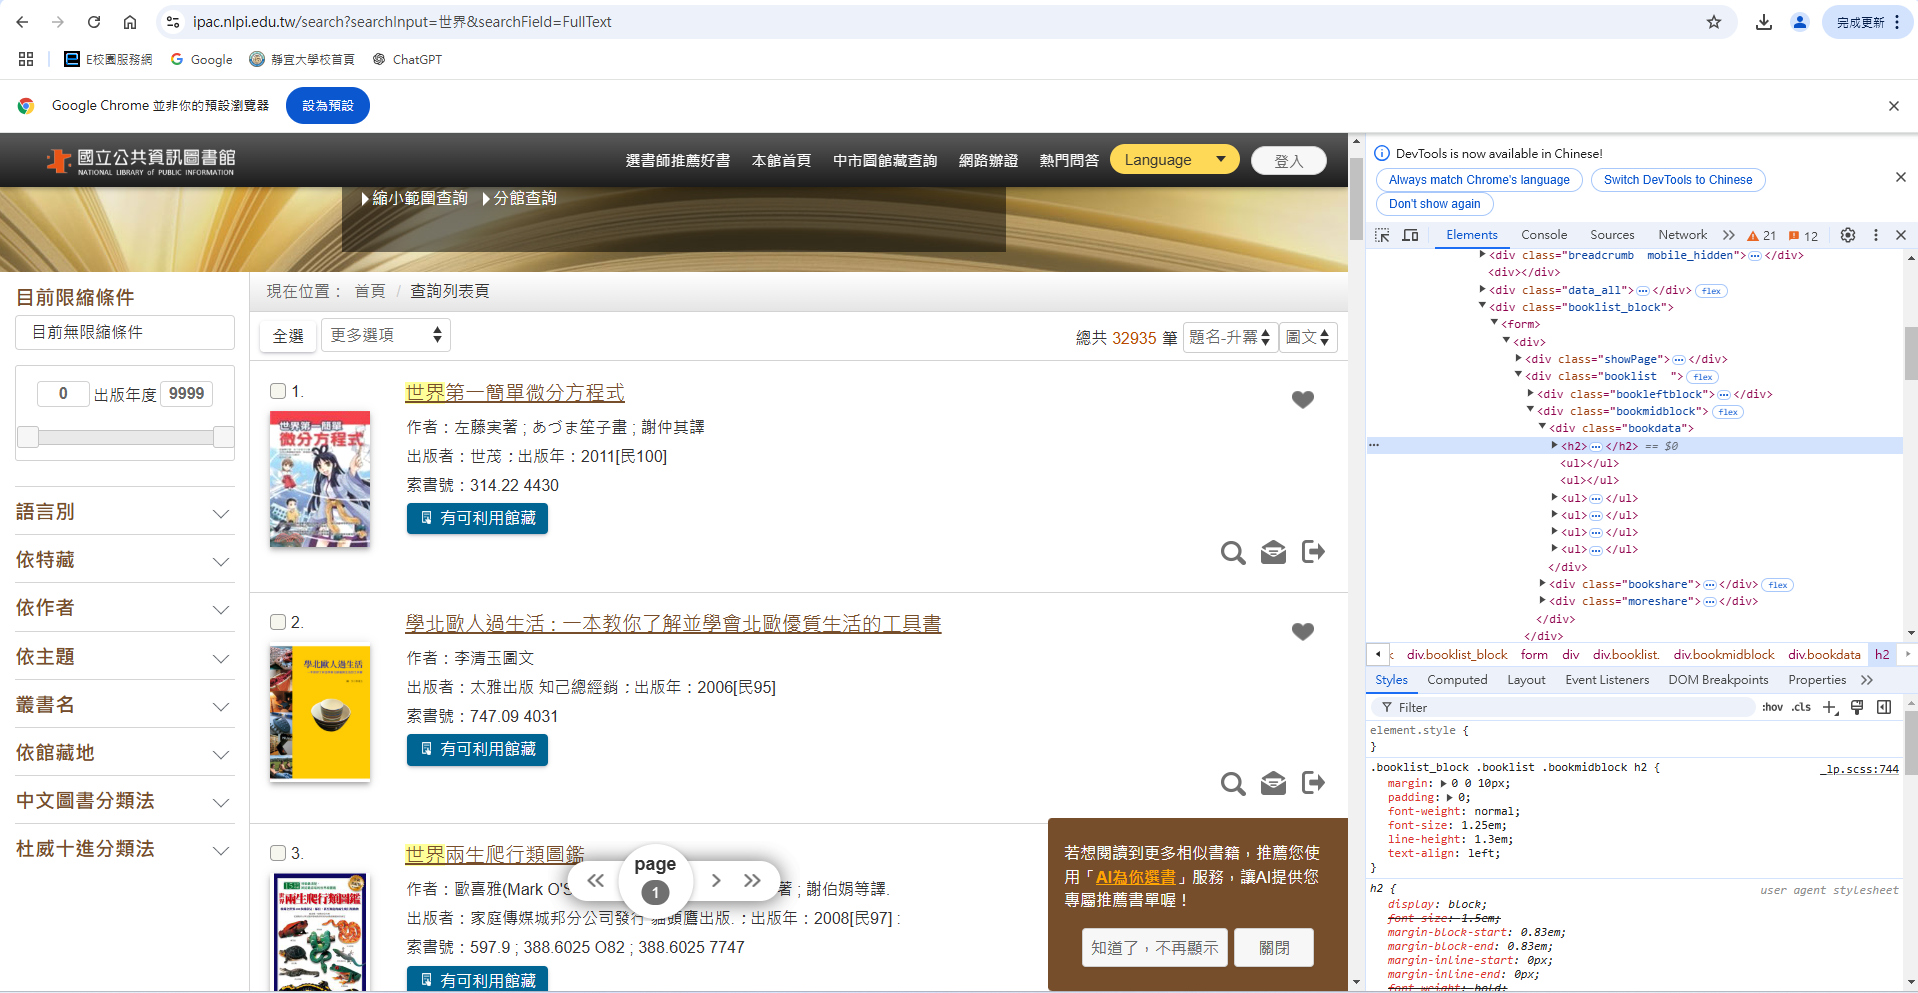 ipac.nlpi.edu.tw/search?searchInput=世界&searchField=FullText
完成更新
E校園服務網
Google
靜宜大學校首頁
ChatGPT
Google Chrome 並非你的預設瀏覽器
設為預設
國立公共資訊圖書館
NATIONAL LIBRARY of PUBLIC INFORMATION
選書師推薦好書 本館首頁 中市圖館藏查詢 網路辦證 熱門問答
Language
登入
縮小範圍查詢 分館查詢
目前限縮條件
目前無限縮條件
0 出版年度 9999
語言別
依特藏
依作者
依主題
叢書名
依館藏地
中文圖書分類法
杜威十進分類法
現在位置： 首頁 / 查詢列表頁
全選 更多選項
總共 32935 筆 題名-升冪 圖文
1.
世界第一簡單微分方程式
作者：左藤実著 ; あづま笙子畫 ; 謝仲其譯
出版者：世茂 ：出版年：2011[民100]
索書號：314.22 4430
有可利用館藏
世界第一簡單
微分方程式
2.
學北歐人過生活 : 一本教你了解並學會北歐優質生活的工具書
作者：李清玉圖文
出版者：太雅出版 知己總經銷 ：出版年：2006[民95]
索書號：747.09 4031
有可利用館藏
學北歐人過生活
3.
世界兩生爬行類圖鑑
作者：歐喜雅(Mark O'S
著 ; 謝伯娟等譯.
出版者：家庭傳媒城邦分公司發行 貓頭鷹出版. ：出版年：2008[民97] :
索書號：597.9 ; 388.6025 O82 ; 388.6025 7747
有可利用館藏
兩生爬行類圖鑑
page
1
若想閱讀到更多相似書籍，推薦您使
用「AI為你選書」服務，讓AI提供您
專屬推薦書單喔！
知道了，不再顯示 關閉
DevTools is now available in Chinese!
Always match Chrome's language
Switch DevTools to Chinese
Don't show again
Elements Console Sources Network 21 12
<div class="breadcrumb  mobile_hidden">…</div>
<div></div>
<div class="data_all">…</div> flex
<div class="booklist_block">
<form>
<div>
<div class="showPage">…</div>
<div class="booklist  "> flex
<div class="bookleftblock">…</div>
<div class="bookmidblock"> flex
<div class="bookdata">
… <h2>…</h2> == $0
<ul></ul>
<ul></ul>
<ul>…</ul>
<ul>…</ul>
<ul>…</ul>
<ul>…</ul>
</div>
<div class="bookshare">…</div> flex
<div class="moreshare">…</div>
</div>
</div>
div.booklist_block form div div.booklist. div.bookmidblock div.bookdata h2
Styles Computed Layout Event Listeners DOM Breakpoints Properties
Filter :hov .cls
element.style {
}
.booklist_block .booklist .bookmidblock h2 { _lp.scss:744
margin: 0 0 10px;
padding: 0;
font-weight: normal;
font-size: 1.25em;
line-height: 1.3em;
text-align: left;
}
h2 { user agent stylesheet
display: block;
font-size: 1.5em;
margin-block-start: 0.83em;
margin-block-end: 0.83em;
margin-inline-start: 0px;
margin-inline-end: 0px;
font-weight: bold;